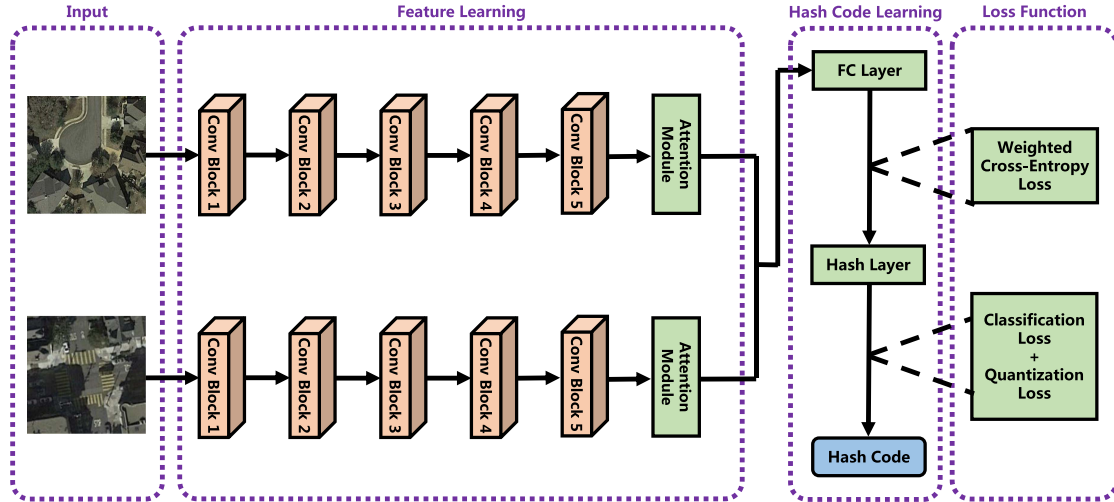 Input
Feature Learning
Hash Code Learning
Loss Function
Conv Block 1
Conv Block 2
Conv Block 3
Conv Block 4
Conv Block 5
Attention
Module
Conv Block 1
Conv Block 2
Conv Block 3
Conv Block 4
Conv Block 5
Attention
Module
FC Layer
Hash Layer
Hash Code
Weighted
Cross-Entropy
Loss
Classification
Loss
+
Quantization
Loss